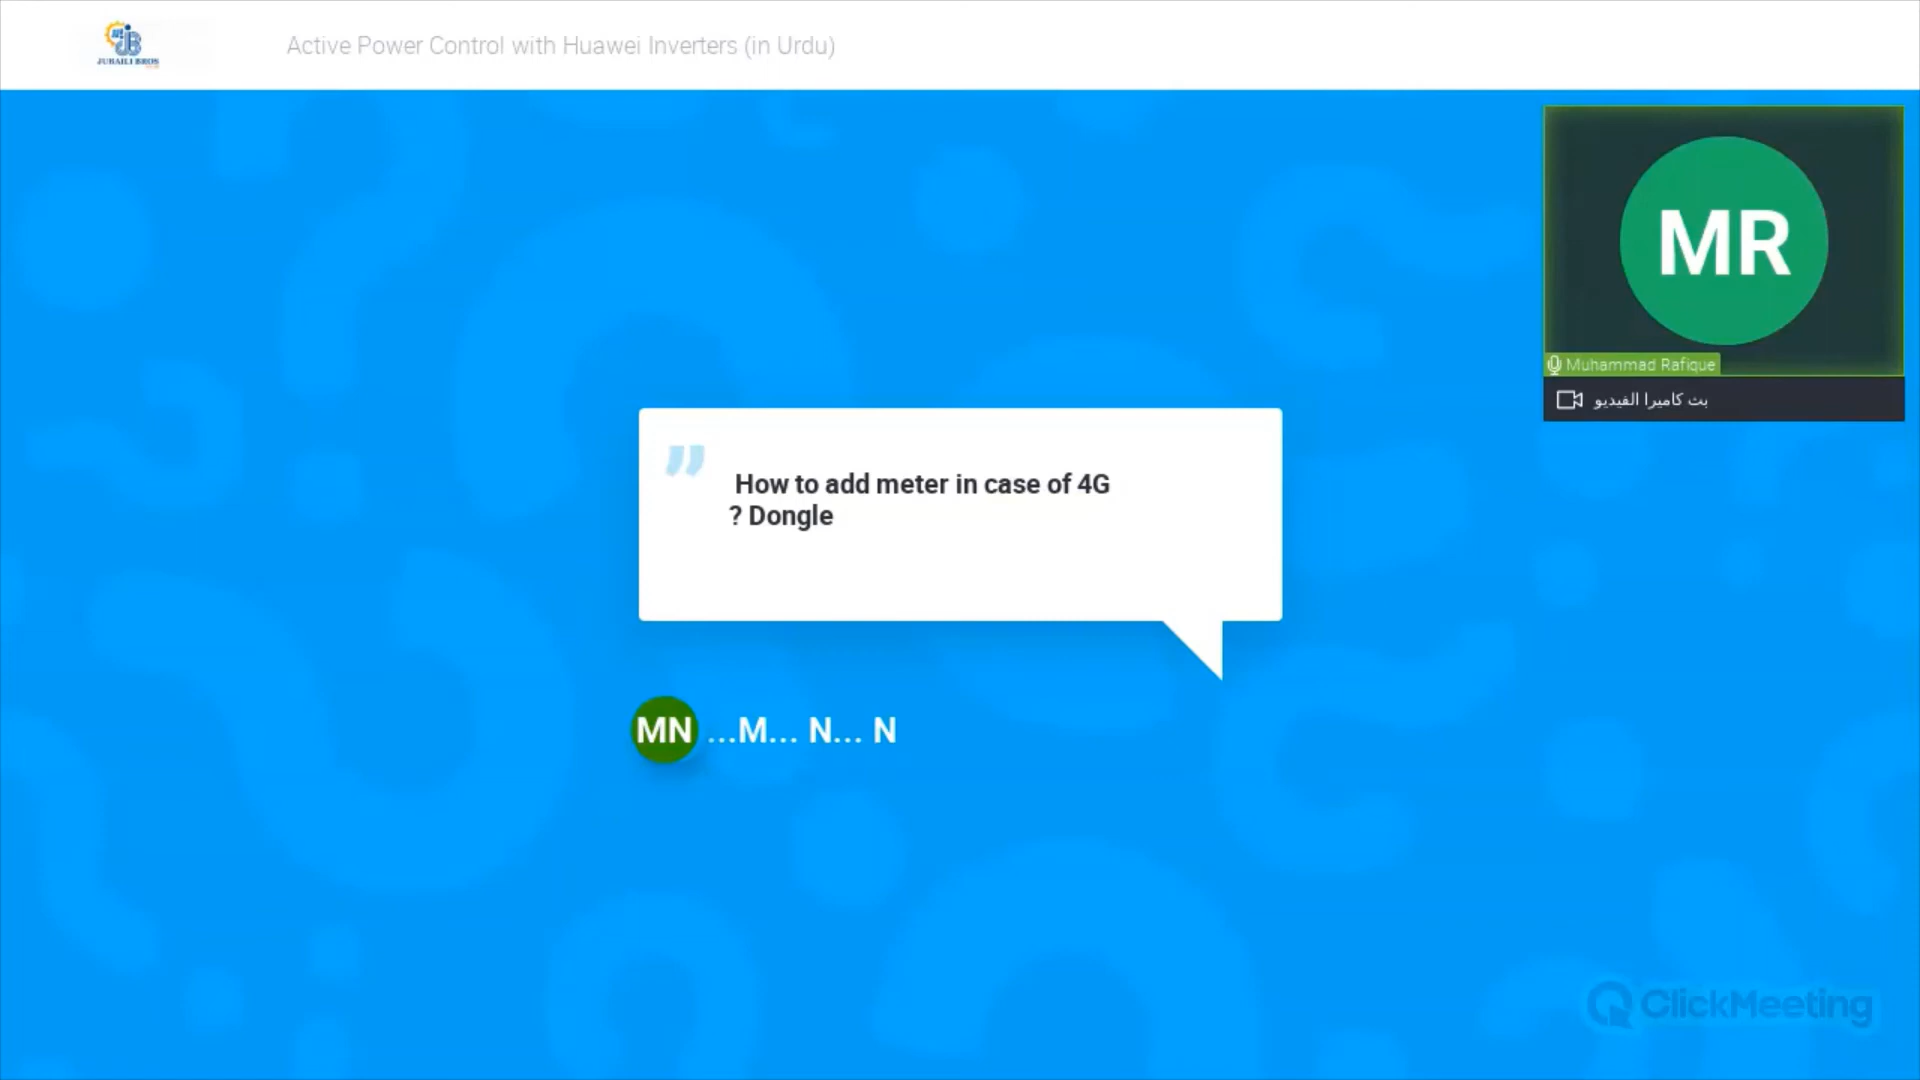 JUBAILI BROS
Active Power Control with Huawei Inverters (in Urdu)
MR
Muhammad Rafique
بث كاميرا الفيديو
How to add meter in case of 4G
? Dongle
MN ...M... N... N
ClickMeeting